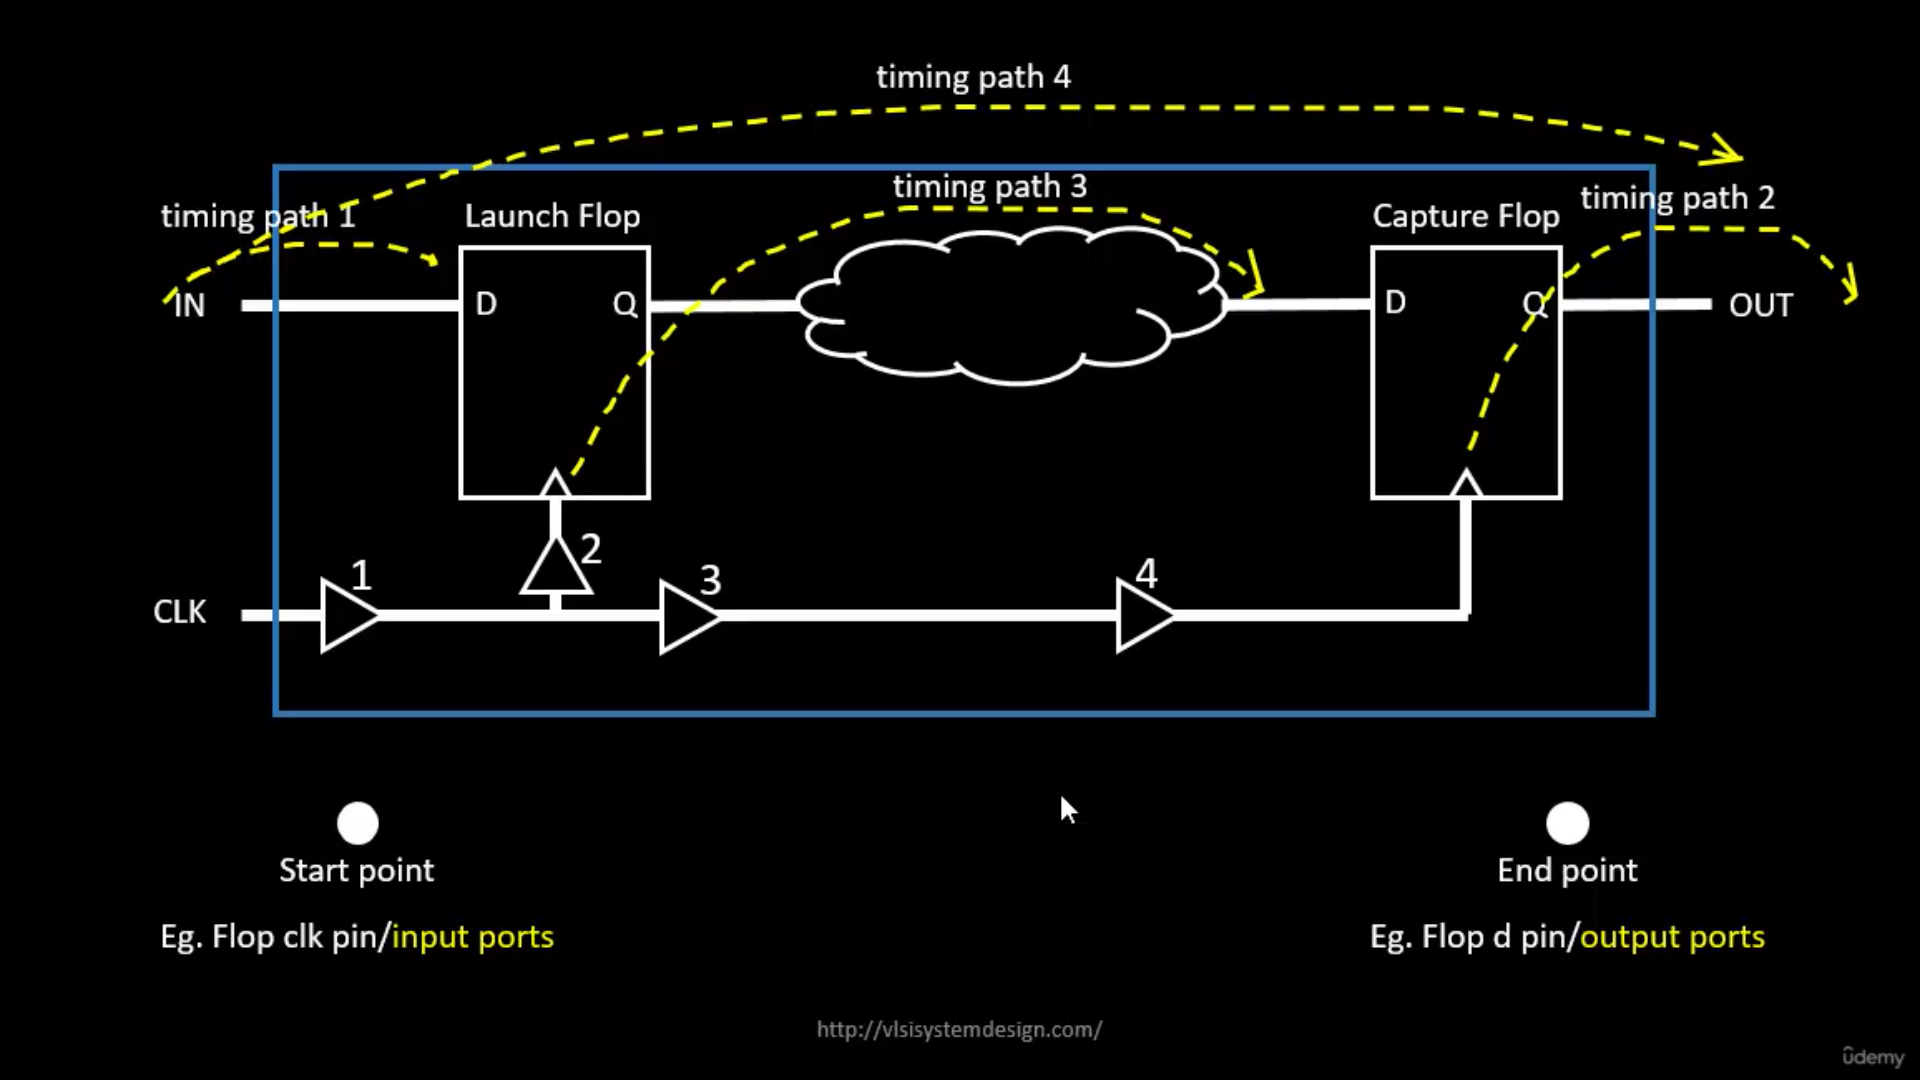 timing path 4
timing path 3
timing path 2
timing path 1
Launch Flop
Capture Flop
IN
D
Q
D
Q
OUT
2
1
3
4
CLK
Start point
End point
Eg. Flop clk pin/input ports
Eg. Flop d pin/output ports
http://vlsisystemdesign.com/
ûdemy